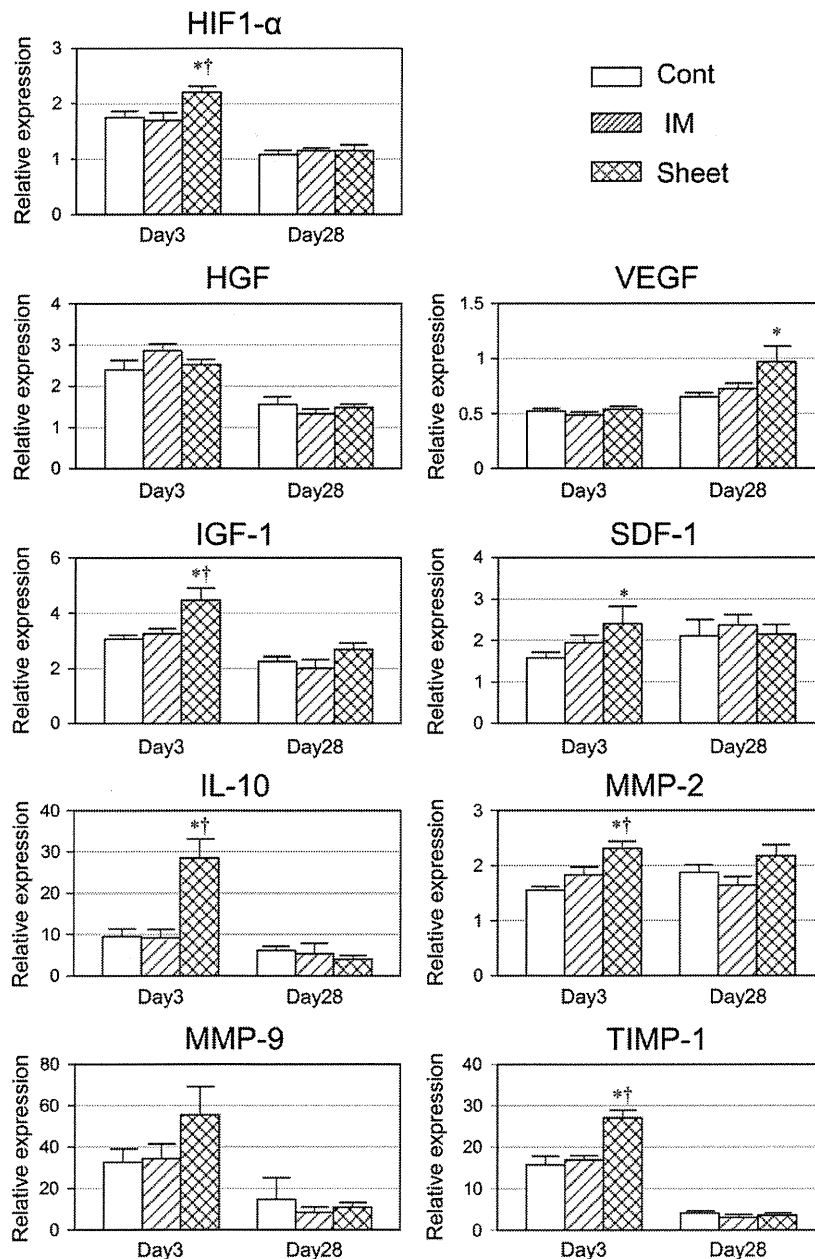 HIF1-α
Relative expression
3
2
1
0
*†
Day3
Day28
Cont
IM
Sheet
HGF
Relative expression
4
3
2
1
0
Day3
Day28
VEGF
Relative expression
1.5
1
0.5
0
*
Day3
Day28
IGF-1
Relative expression
6
4
2
0
*†
Day3
Day28
SDF-1
Relative expression
4
3
2
1
0
*
Day3
Day28
IL-10
Relative expression
40
30
20
10
0
*†
Day3
Day28
MMP-2
Relative expression
3
2
1
0
*†
Day3
Day28
MMP-9
Relative expression
80
60
40
20
0
Day3
Day28
TIMP-1
Relative expression
40
30
20
10
0
*†
Day3
Day28